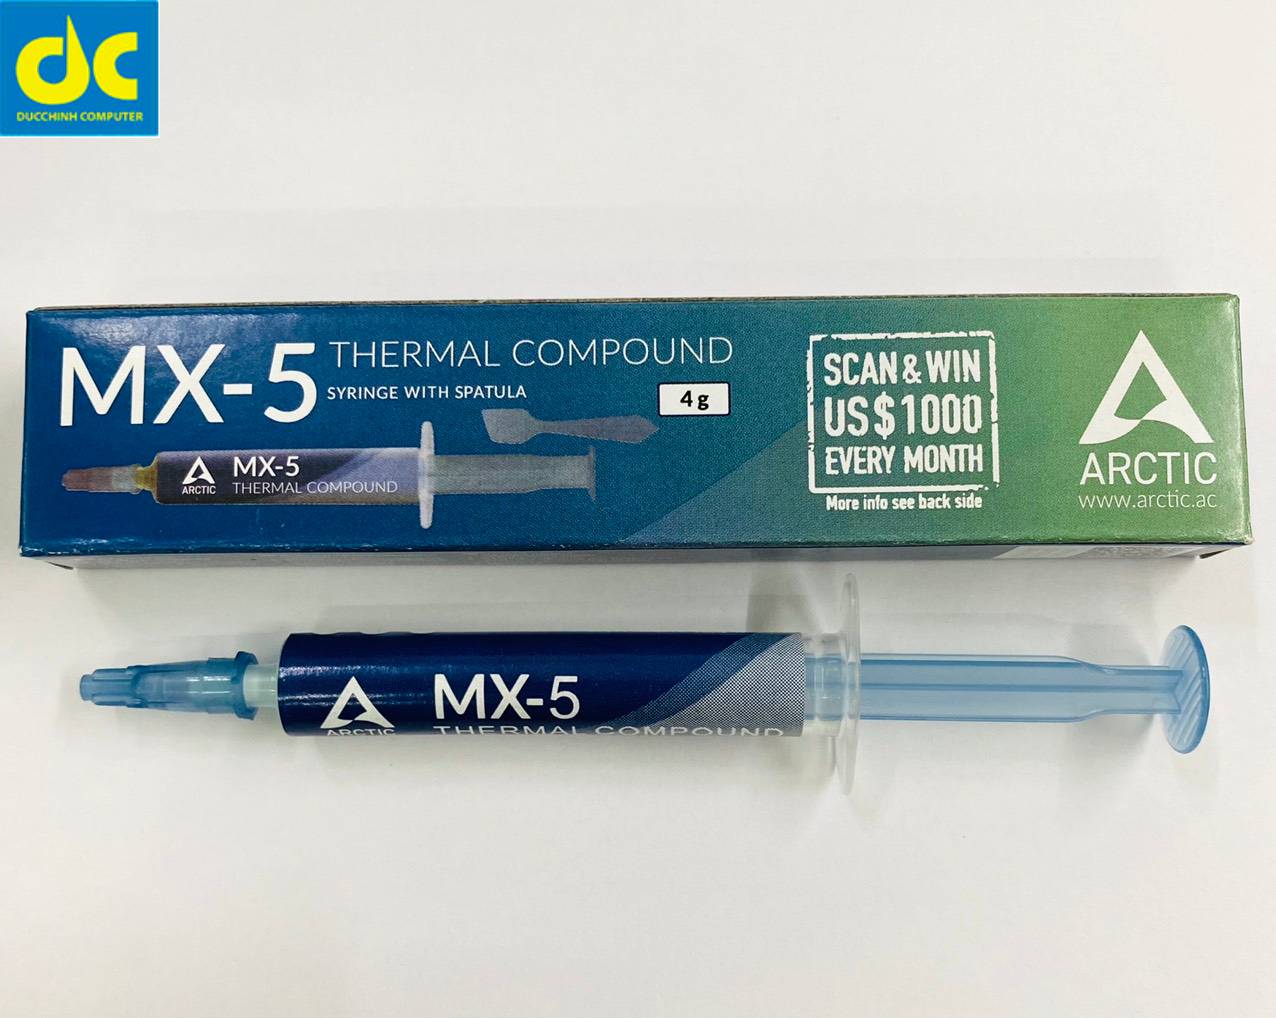 dc
DUCCHINH COMPUTER
MX-5 THERMAL COMPOUND
SYRINGE WITH SPATULA
4g
ARCTIC
MX-5
THERMAL COMPOUND
SCAN & WIN
US$1000
EVERY MONTH
More info see back side
ARCTIC
www.arctic.ac
ARCTIC
MX-5
THERMAL COMPOUND